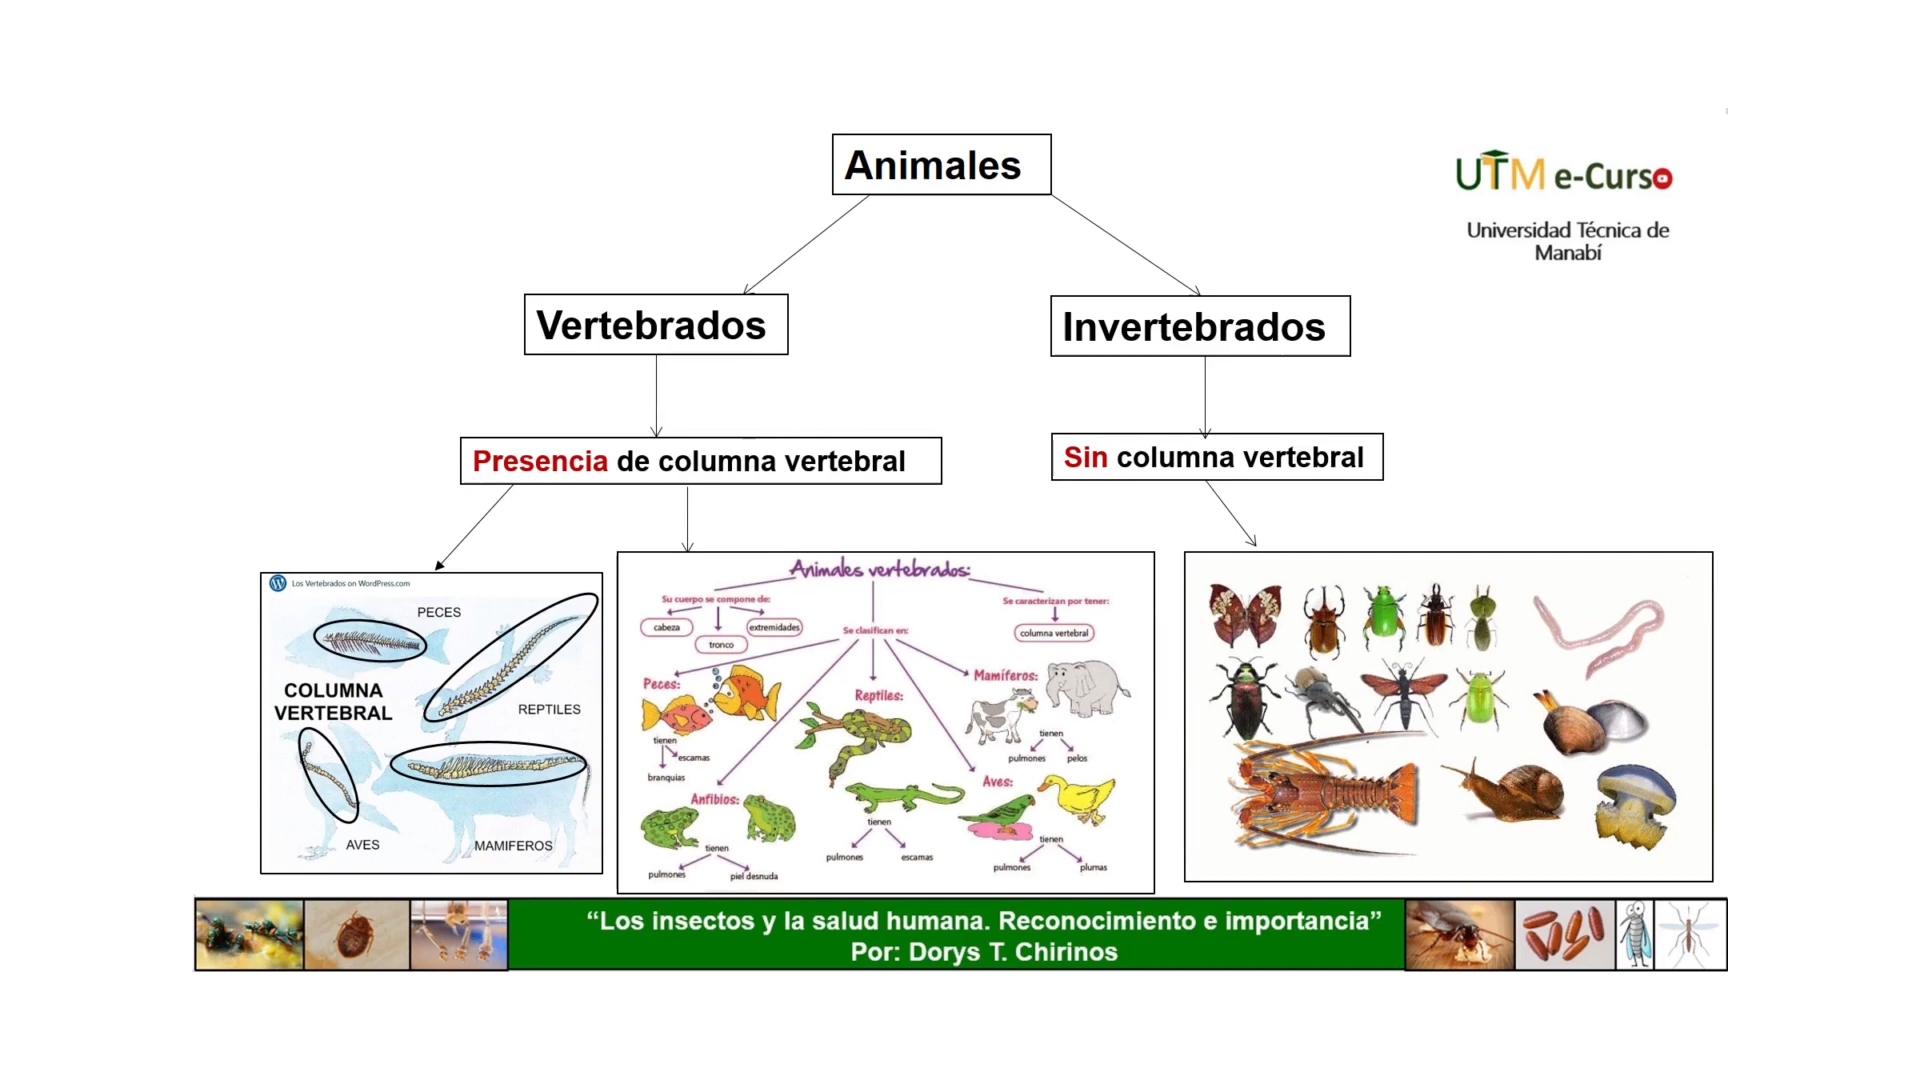 Animales
UTM e-Curso
Universidad Técnica de
Manabí
Vertebrados
Invertebrados
Presencia de columna vertebral
Sin columna vertebral
Los Vertebrados on WordPress.com
PECES
COLUMNA
VERTEBRAL
REPTILES
AVES
MAMIFEROS
Animales vertebrados:
Su cuerpo se compone de:
cabeza
tronco
extremidades
Se clasifican en:
Se caracterizan por tener:
columna vertebral
Peces:
tienen
escamas
branquias
Anfibios:
tienen
pulmones
piel desnuda
Reptiles:
tienen
pulmones
escamas
Mamíferos:
tienen
pulmones
pelos
Aves:
tienen
pulmones
plumas
“Los insectos y la salud humana. Reconocimiento e importancia”
Por: Dorys T. Chirinos